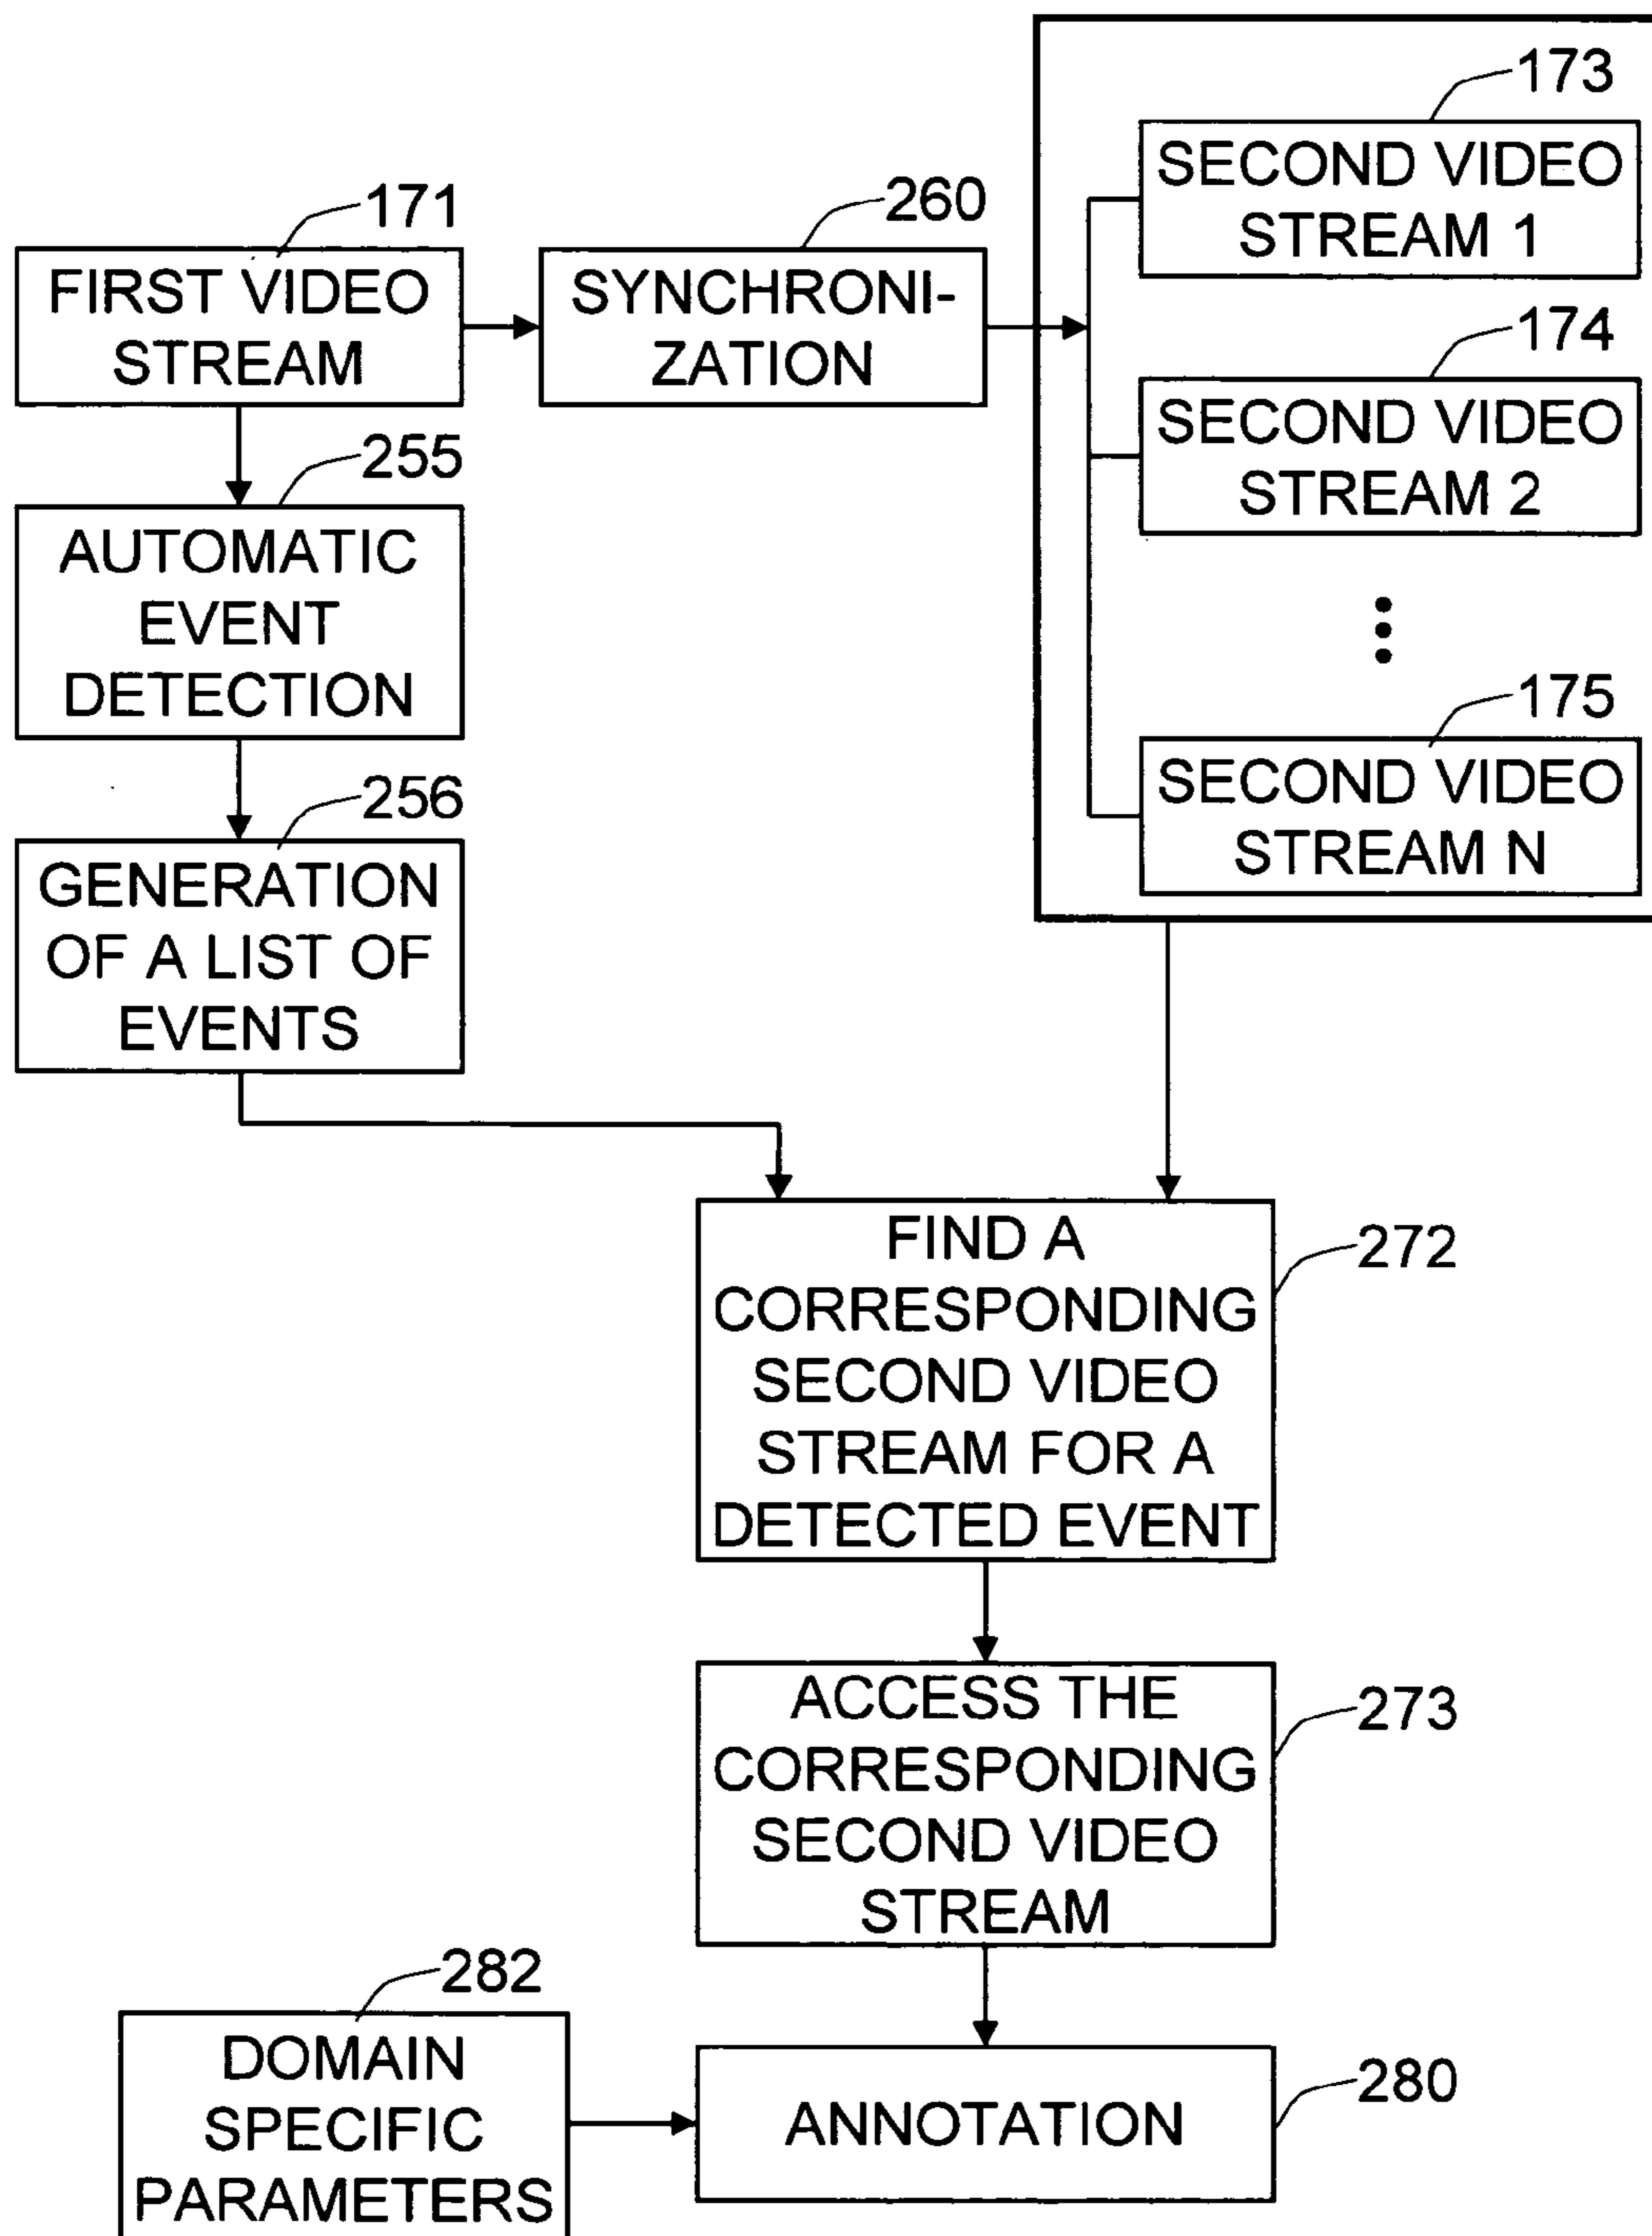 171
FIRST VIDEO
STREAM
260
SYNCHRONI-
ZATION
173
SECOND VIDEO
STREAM 1
174
SECOND VIDEO
STREAM 2
175
SECOND VIDEO
STREAM N
255
AUTOMATIC
EVENT
DETECTION
256
GENERATION
OF A LIST OF
EVENTS
272
FIND A
CORRESPONDING
SECOND VIDEO
STREAM FOR A
DETECTED EVENT
273
ACCESS THE
CORRESPONDING
SECOND VIDEO
STREAM
282
DOMAIN
SPECIFIC
PARAMETERS
280
ANNOTATION